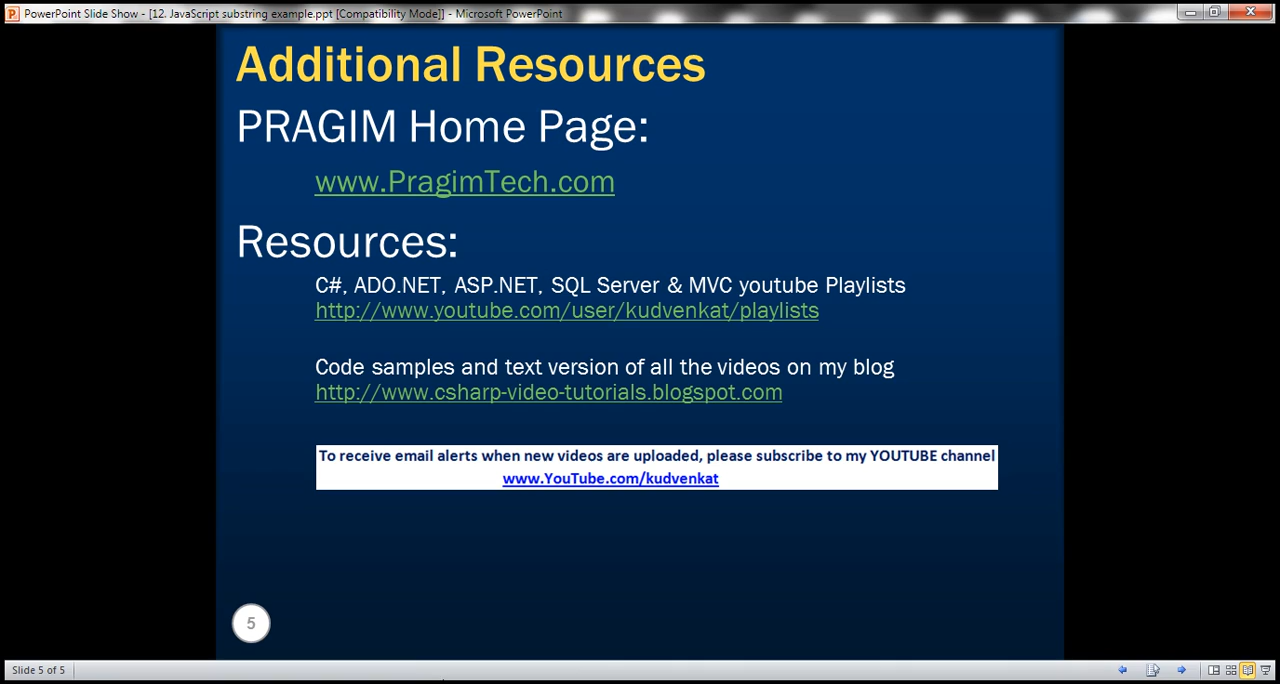 PowerPoint Slide Show - [12. JavaScript substring example.ppt [Compatibility Mode]] - Microsoft PowerPoint
Additional Resources
PRAGIM Home Page:
www.PragimTech.com
Resources:
C#, ADO.NET, ASP.NET, SQL Server & MVC youtube Playlists
http://www.youtube.com/user/kudvenkat/playlists
Code samples and text version of all the videos on my blog
http://www.csharp-video-tutorials.blogspot.com
To receive email alerts when new videos are uploaded, please subscribe to my YOUTUBE channel
www.YouTube.com/kudvenkat
5
Slide 5 of 5